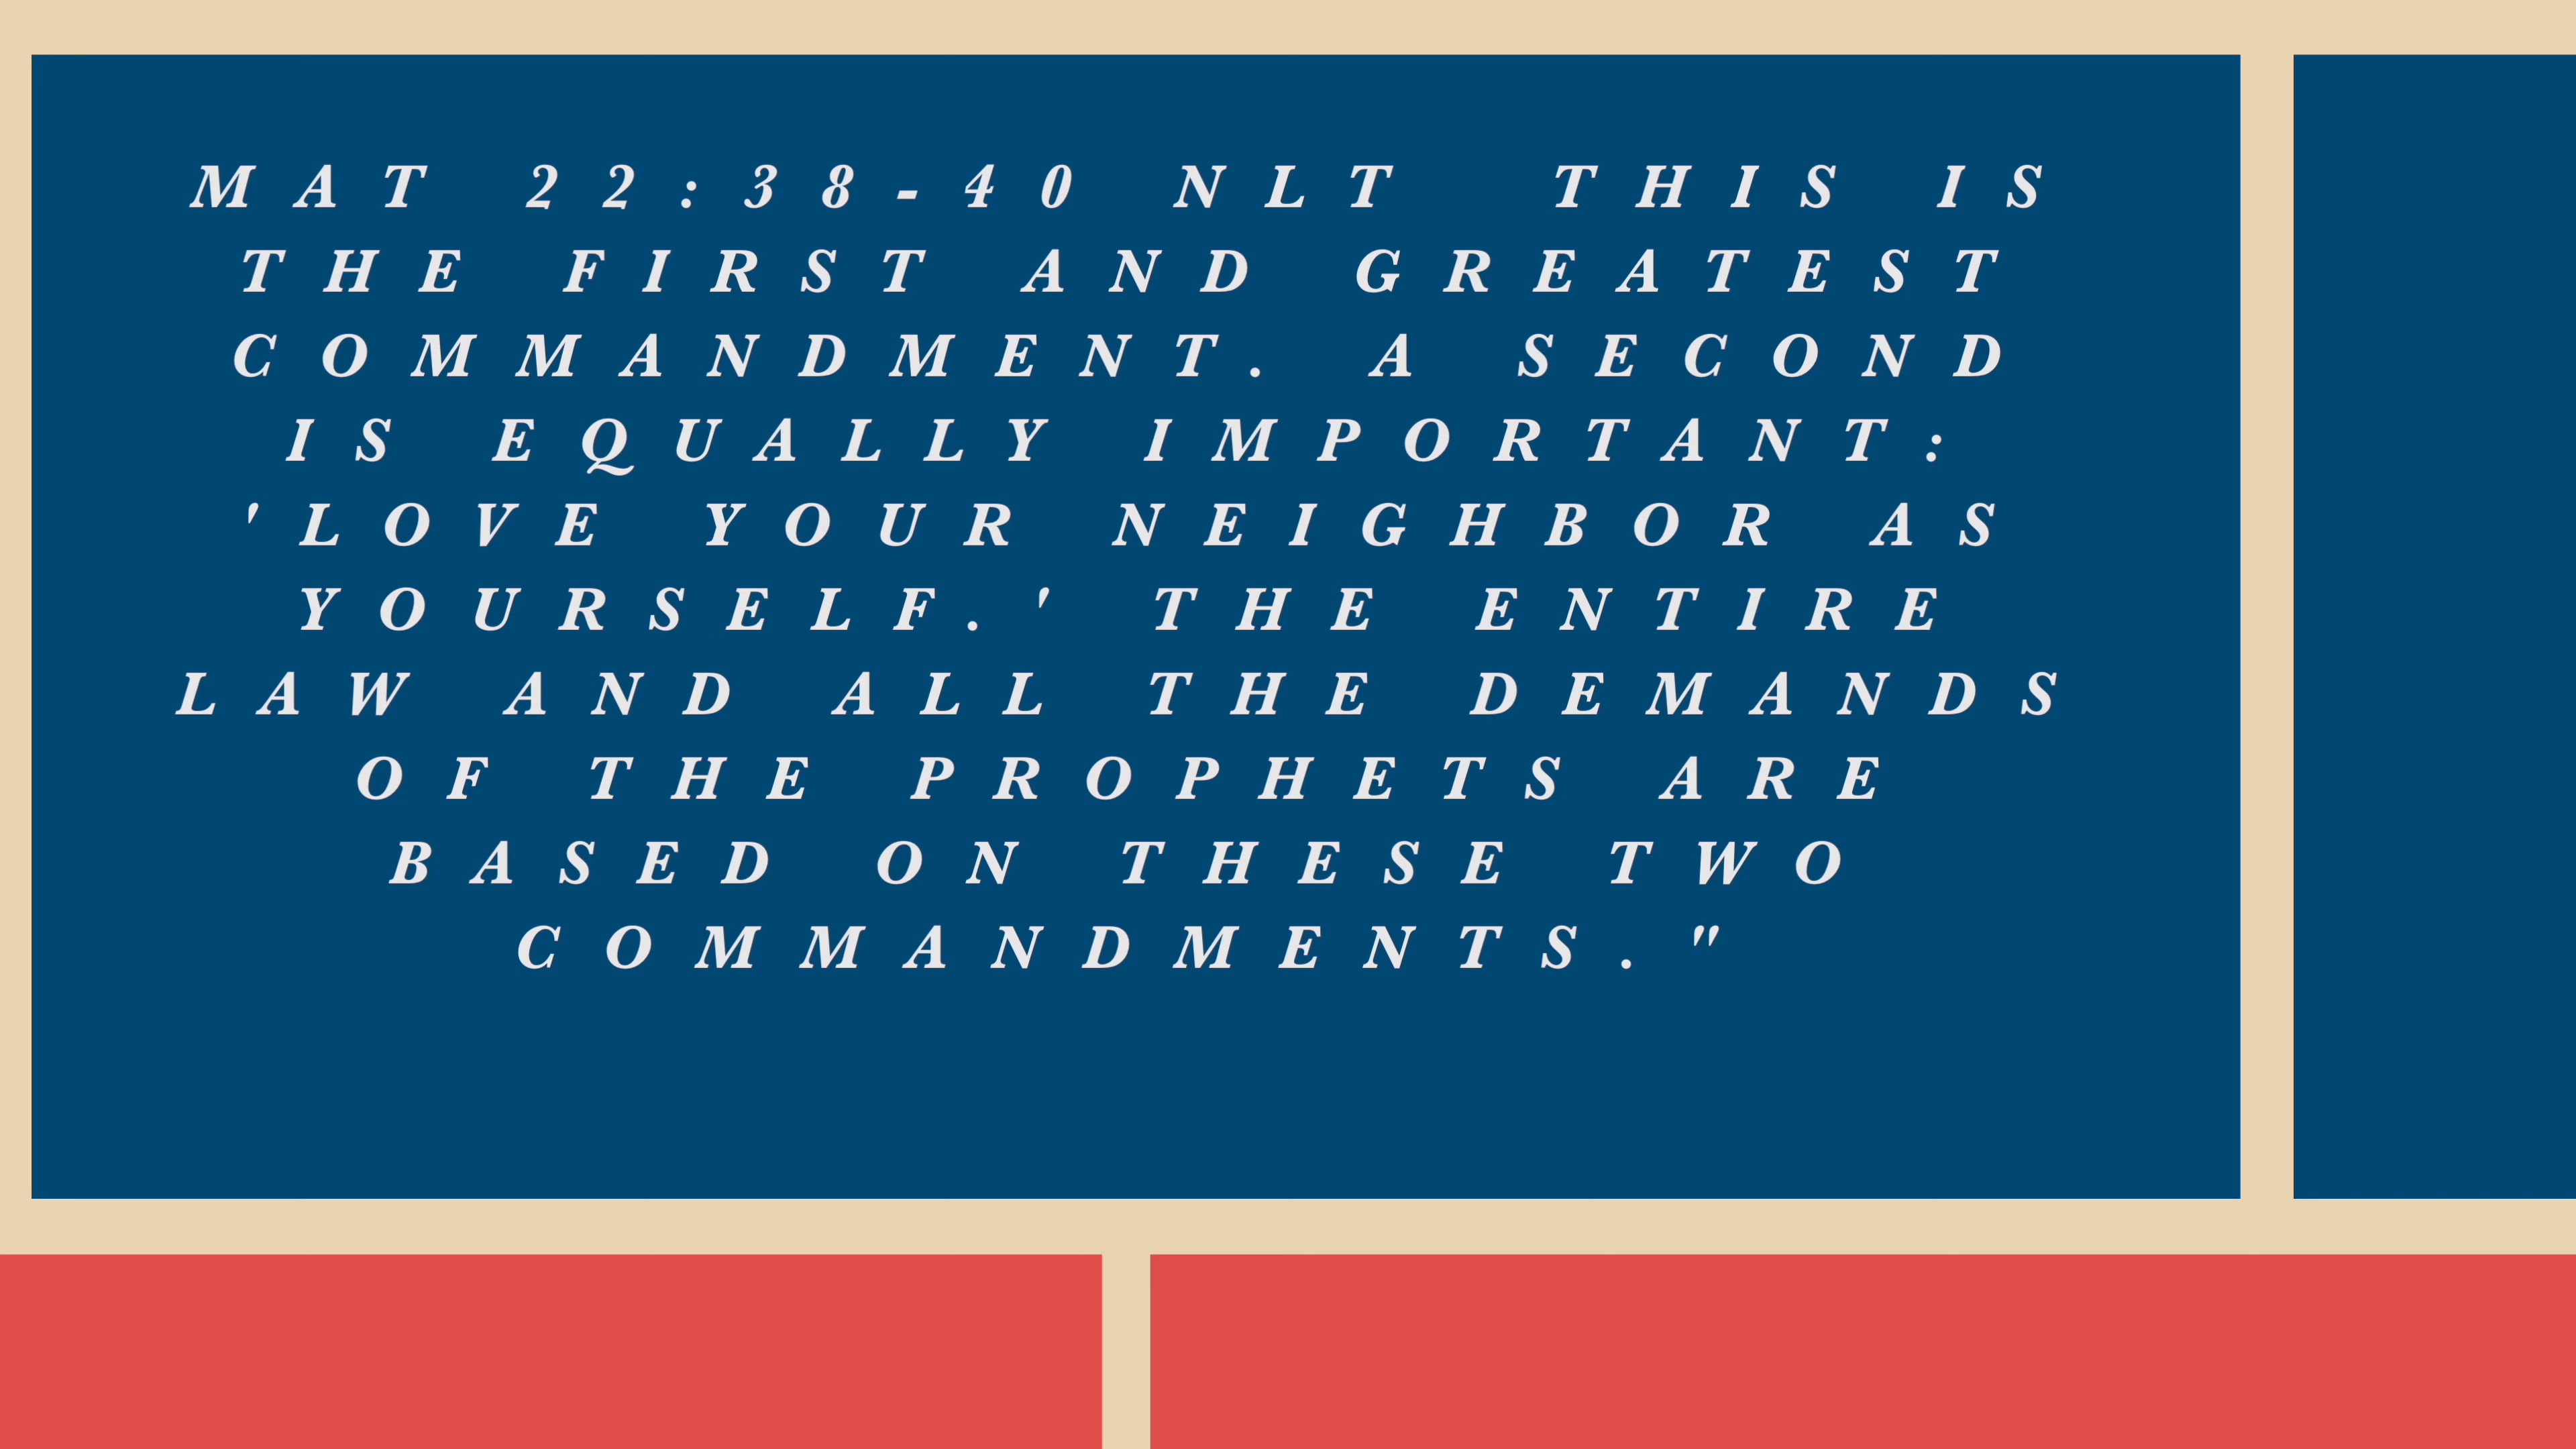 MAT 22:38-40 NLT THIS IS
THE FIRST AND GREATEST
COMMANDMENT. A SECOND
IS EQUALLY IMPORTANT:
'LOVE YOUR NEIGHBOR AS
YOURSELF.' THE ENTIRE
LAW AND ALL THE DEMANDS
OF THE PROPHETS ARE
BASED ON THESE TWO
COMMANDMENTS."